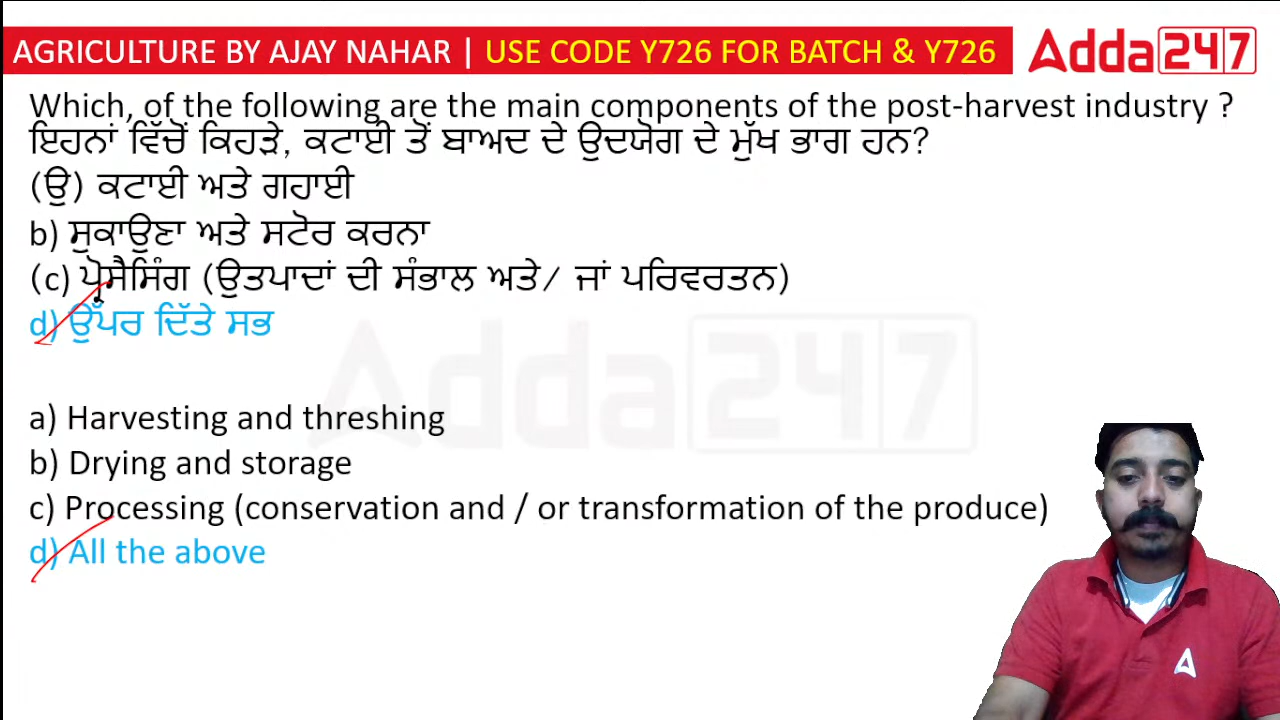 AGRICULTURE BY AJAY NAHAR | USE CODE Y726 FOR BATCH & Y726
Adda247
Which, of the following are the main components of the post-harvest industry ?
ਇਹਨਾਂ ਵਿੱਚੋਂ ਕਿਹੜੇ, ਕਟਾਈ ਤੋਂ ਬਾਅਦ ਦੇ ਉਦਯੋਗ ਦੇ ਮੁੱਖ ਭਾਗ ਹਨ?
(ਉ) ਕਟਾਈ ਅਤੇ ਗਹਾਈ
b) ਸੁਕਾਉਣਾ ਅਤੇ ਸਟੋਰ ਕਰਨਾ
(c) ਪ੍ਰੋਸੈਸਿੰਗ (ਉਤਪਾਦਾਂ ਦੀ ਸੰਭਾਲ ਅਤੇ/ ਜਾਂ ਪਰਿਵਰਤਨ)
d) ਉੱਪਰ ਦਿੱਤੇ ਸਭ
Adda247
a) Harvesting and threshing
b) Drying and storage
c) Processing (conservation and / or transformation of the produce)
d) All the above